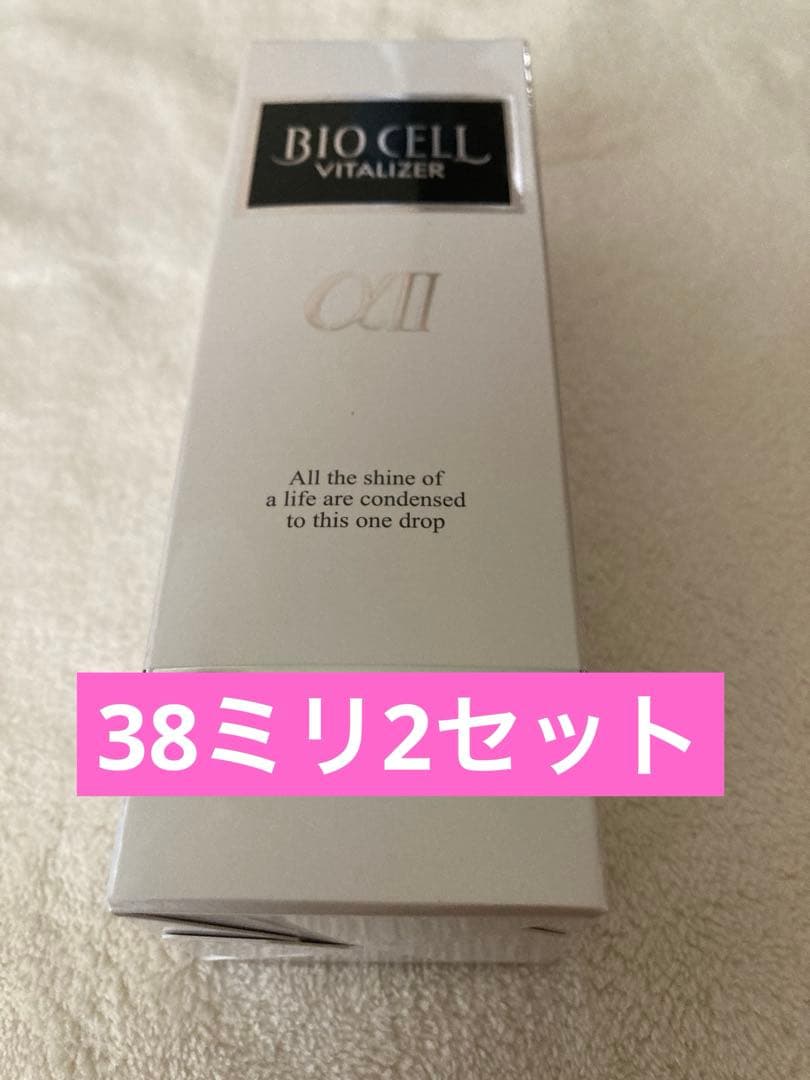 BIO CELL
VITALIZER
αII
All the shine of
a life are condensed
to this one drop
38ミリ2セット